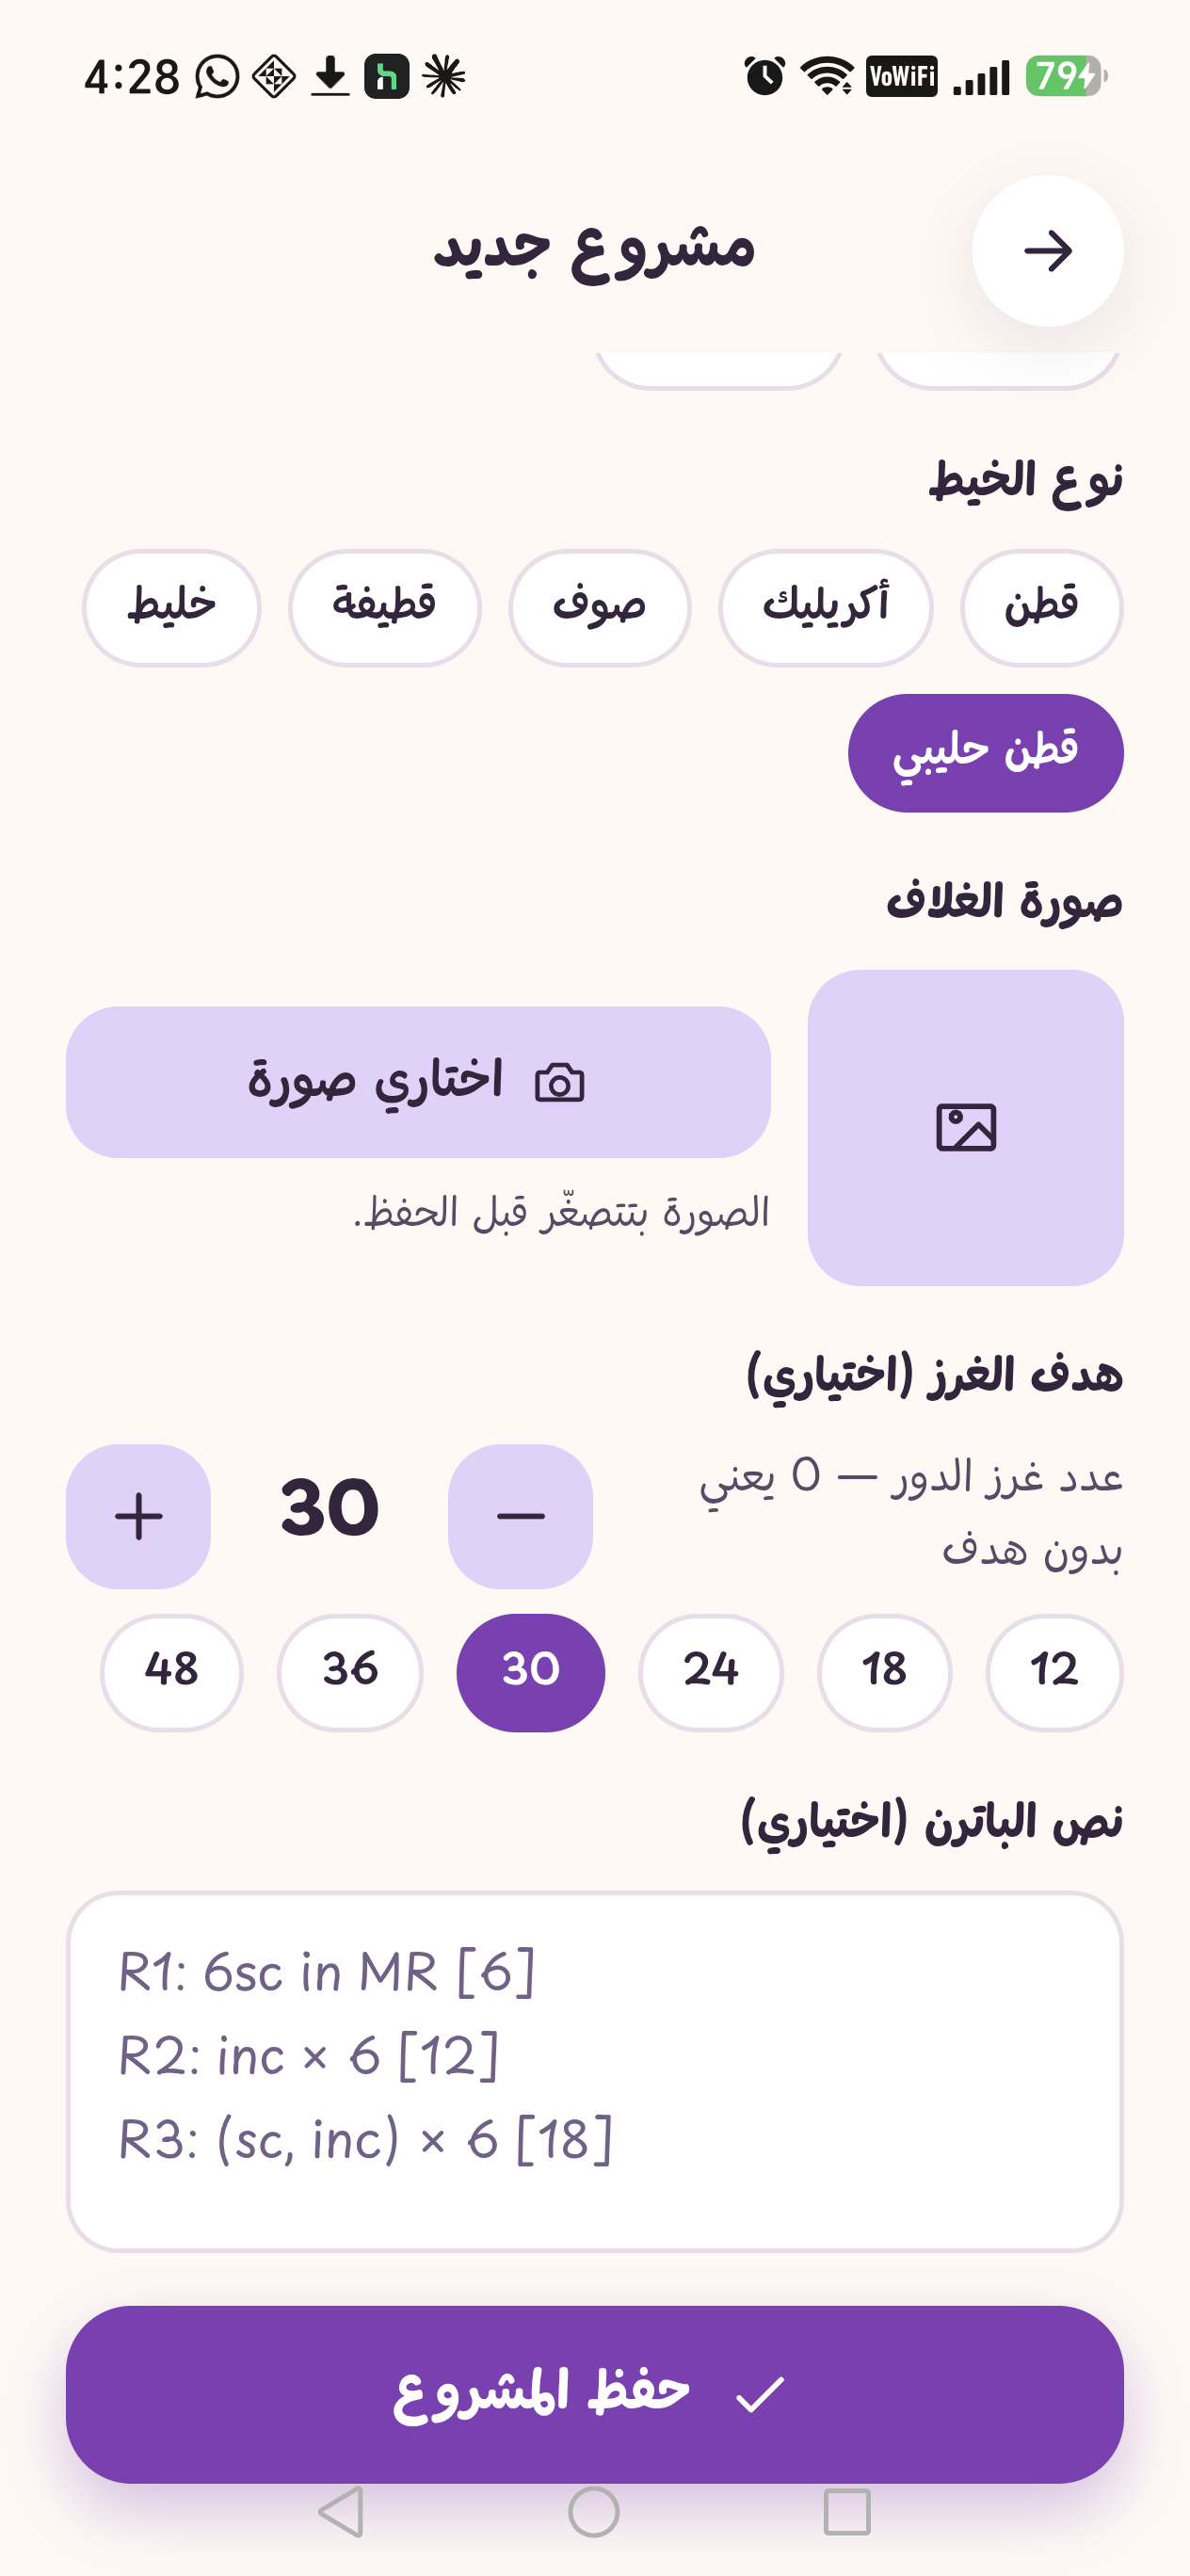 4:28
VoWiFi
79
مشروع جديد
نوع الخيط
قطن
أكريليك
صوف
قطيفة
خليط
قطن حليبي
صورة الغلاف
اختاري صورة
الصورة بتتصغّر قبل الحفظ.
هدف الغرز (اختياري)
عدد غرز الدور — 0 يعني
بدون هدف
30
12
18
24
30
36
48
نص الباترن (اختياري)
R1: 6sc in MR [6]
R2: inc × 6 [12]
R3: (sc, inc) × 6 [18]
حفظ المشروع